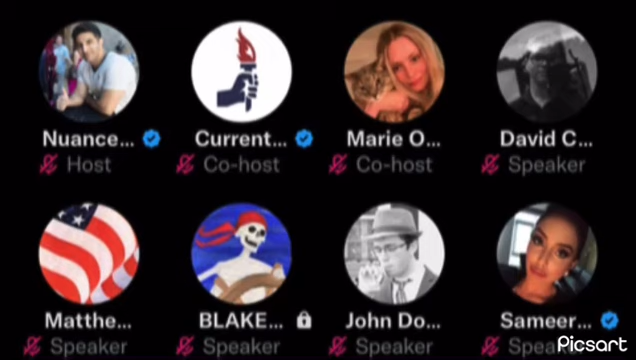 Nuance... Current... Marie O... David C...
Host Co-host Co-host Speaker
Matthe... BLAKE... John Do... Sameer...
Speaker Speaker Speaker
Picsart